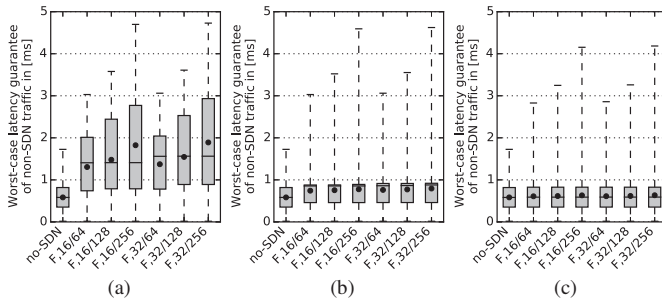 Worst-case latency guarantee
of non-SDN traffic in [ms]
5
4
3
2
1
0
no-SDN
F,16/64
F,16/128
F,16/256
F,32/64
F,32/128
F,32/256
(a)
Worst-case latency guarantee
of non-SDN traffic in [ms]
5
4
3
2
1
0
no-SDN
F,16/64
F,16/128
F,16/256
F,32/64
F,32/128
F,32/256
(b)
Worst-case latency guarantee
of non-SDN traffic in [ms]
5
4
3
2
1
0
no-SDN
F,16/64
F,16/128
F,16/256
F,32/64
F,32/128
F,32/256
(c)